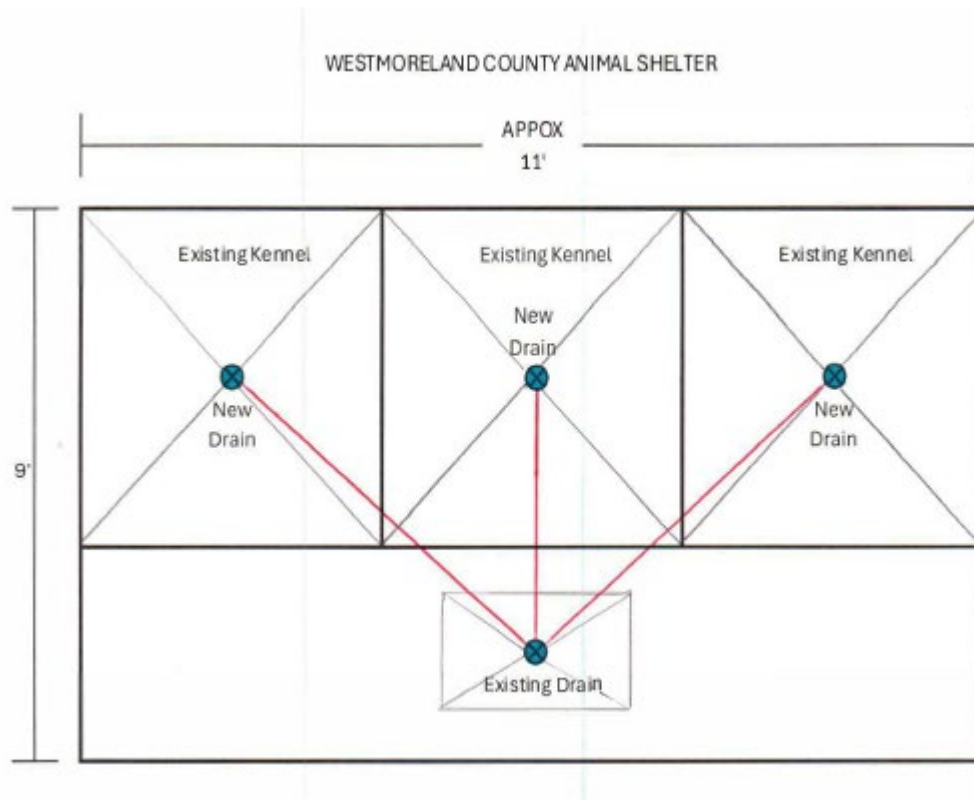 WESTMORELAND COUNTY ANIMAL SHELTER
APPOX
11'
Existing Kennel
Existing Kennel
Existing Kennel
New
Drain
New
Drain
New
Drain
9'
Existing Drain